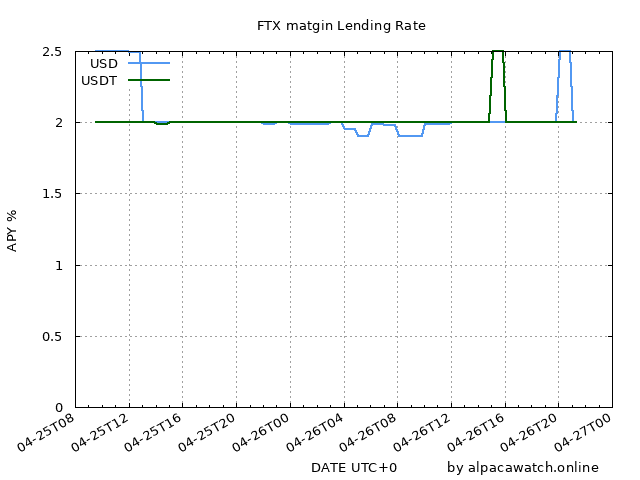 FTX matgin Lending Rate
2.5
USD
USDT
2
1.5
APY %
1
0.5
0
04-25T08
04-25T12
04-25T16
04-25T20
04-26T00
04-26T04
04-26T08
04-26T12
04-26T16
04-26T20
04-27T00
DATE UTC+0
by alpacawatch.online